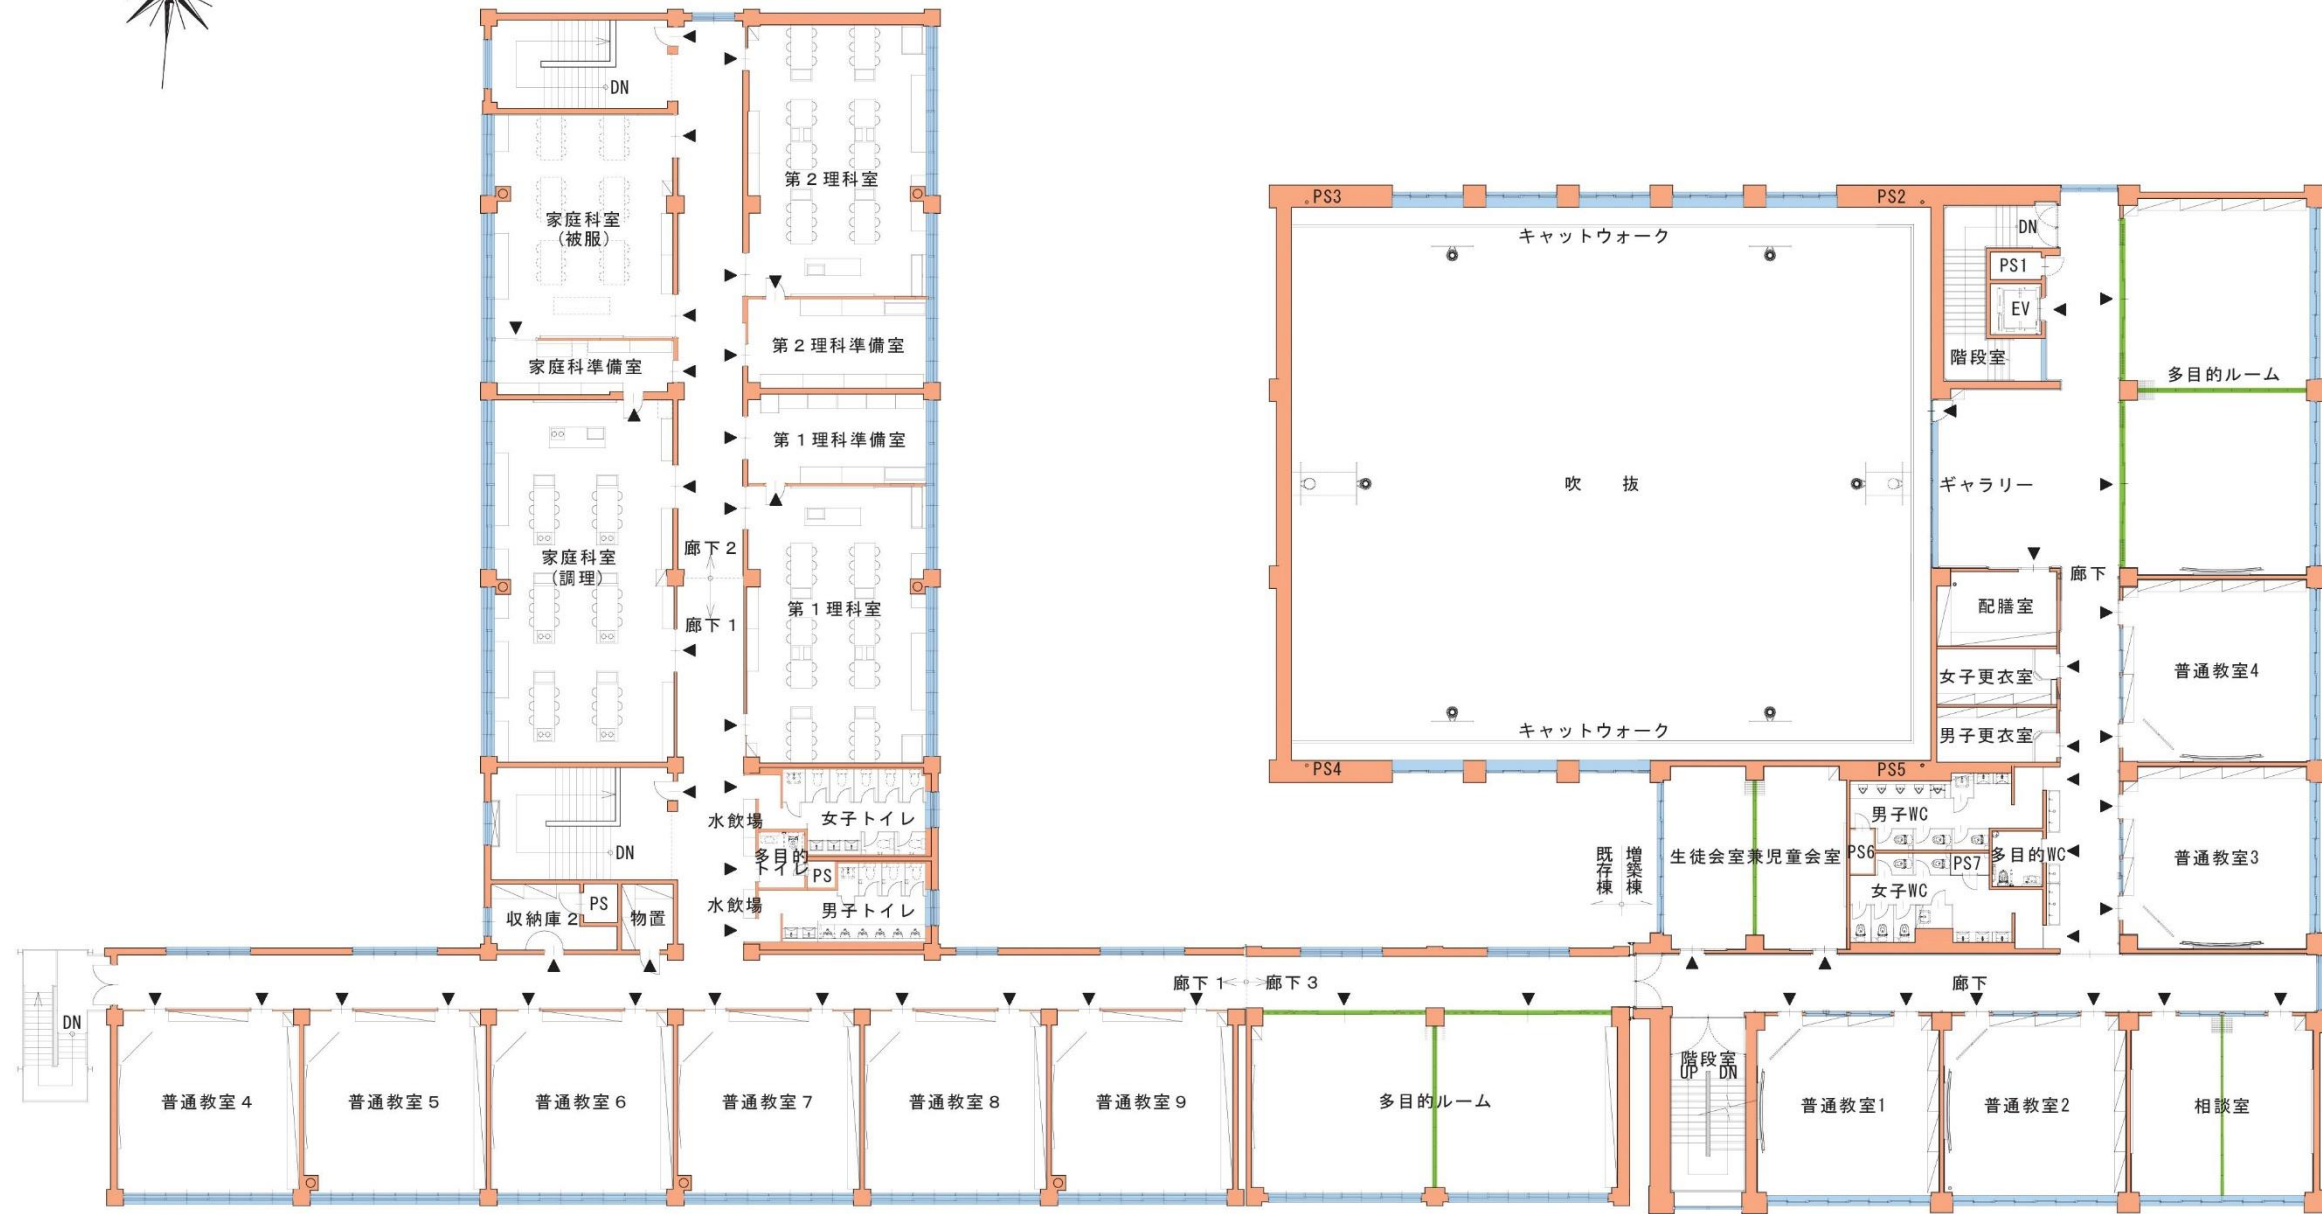 DN
第２理科室
家庭科室
(被服)
第２理科準備室
家庭科準備室
第１理科準備室
廊下２
家庭科室
(調理)
第１理科室
廊下１
水飲場
女子トイレ
DN
多目的
トイレ
PS
水飲場
男子トイレ
収納庫２
PS
物置
PS3
PS2
キャットウォーク
DN
PS1
EV
階段室
多目的ルーム
吹　抜
ギャラリー
廊下
配膳室
女子更衣室
普通教室4
キャットウォーク
男子更衣室
PS4
PS5
男子WC
既存棟
増築棟
生徒会室兼児童会室
PS6
PS7
多目的WC
普通教室3
女子WC
廊下１
廊下３
廊下
DN
階段室
UP
DN
普通教室４
普通教室５
普通教室６
普通教室７
普通教室８
普通教室９
多目的ルーム
普通教室1
普通教室2
相談室